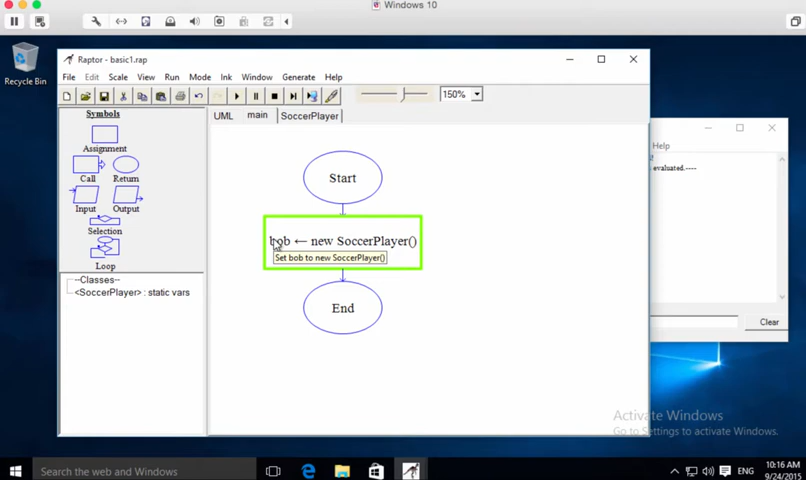 Windows 10
Recycle Bin
Raptor - basic1.rap
File Edit Scale View Run Mode Ink Window Generate Help
150%
Symbols
Assignment
Call Return
Input Output
Selection
Loop
--Classes--
<SoccerPlayer> : static vars
UML main SoccerPlayer
Start
bob ← new SoccerPlayer()
Set bob to new SoccerPlayer()
End
Help
evaluated.----
Clear
Activate Windows
Go to Settings to activate Windows.
Search the web and Windows
ENG
10:16 AM
9/24/2015